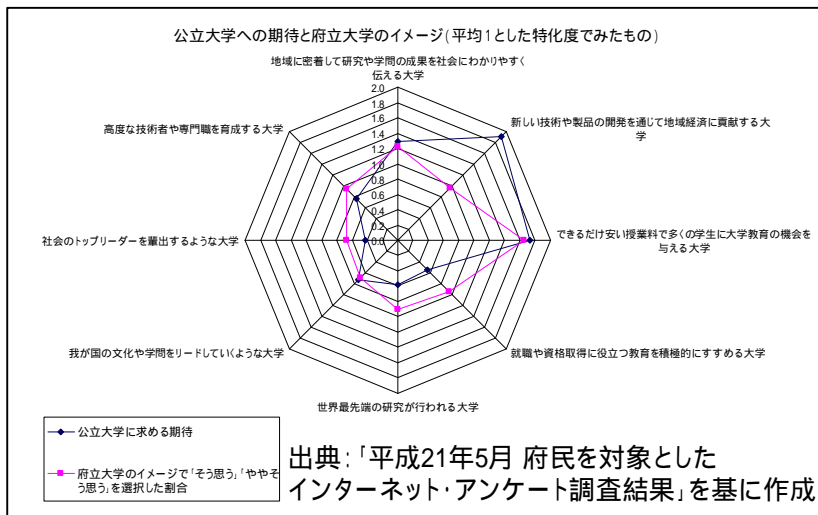 公立大学への期待と府立大学のイメージ(平均1とした特化度でみたもの)
地域に密着して研究や学問の成果を社会にわかりやすく
伝える大学
新しい技術や製品の開発を通じて地域経済に貢献する大
学
できるだけ安い授業料で多くの学生に大学教育の機会を
与える大学
就職や資格取得に役立つ教育を積極的にすすめる大学
世界最先端の研究が行われる大学
我が国の文化や学問をリードしていくような大学
社会のトップリーダーを輩出するような大学
高度な技術者や専門職を育成する大学
2.0
1.8
1.6
1.4
1.2
1.0
0.8
0.6
0.4
0.2
0.0
公立大学に求める期待
府立大学のイメージで「そう思う」「ややそ
う思う」を選択した割合
出典:「平成21年5月 府民を対象とした
インターネット・アンケート調査結果」を基に作成